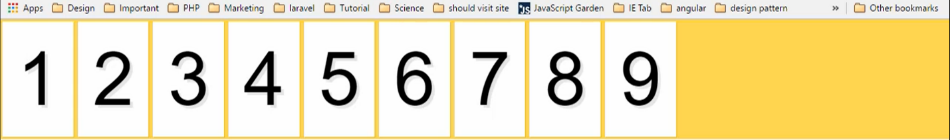 Apps Design Important PHP Marketing laravel Tutorial Science should visit site JS JavaScript Garden IE Tab angular design pattern » Other bookmarks
1 2 3 4 5 6 7 8 9